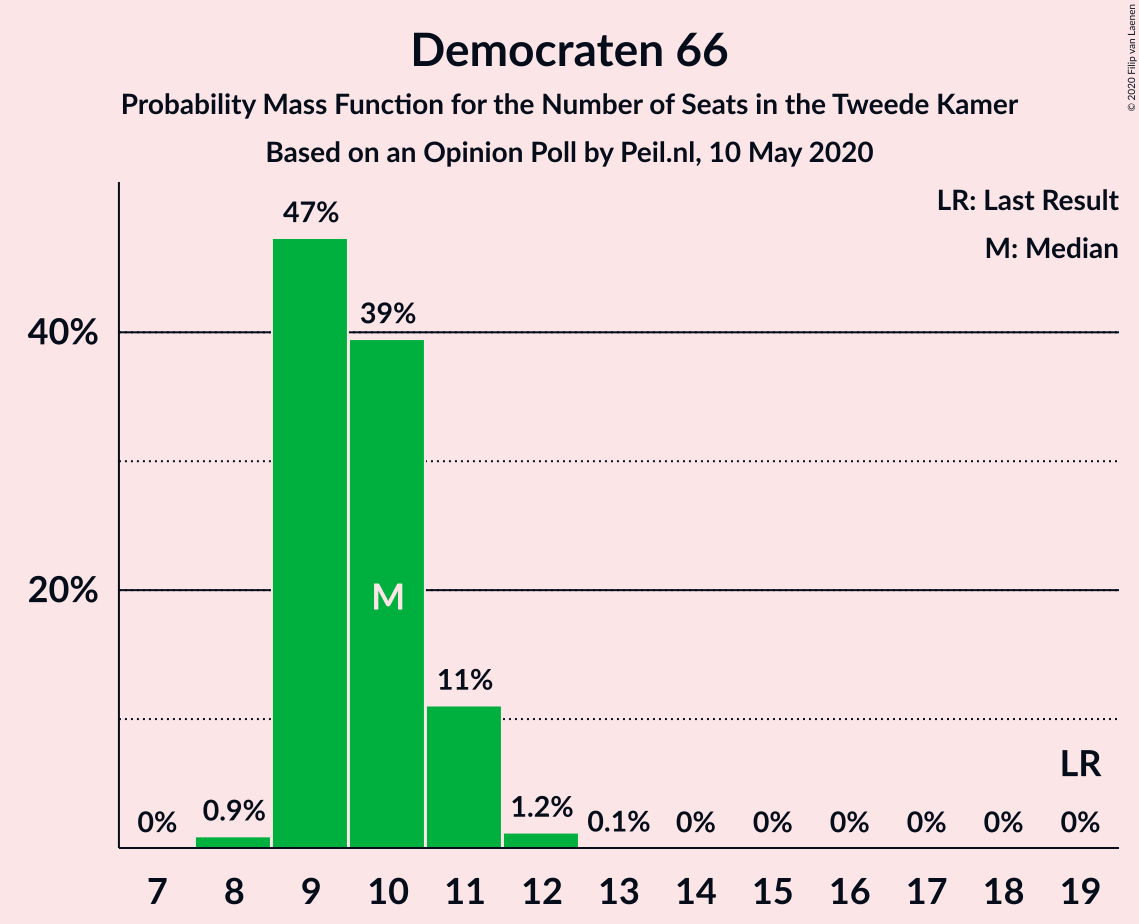 Democraten 66
Probability Mass Function for the Number of Seats in the Tweede Kamer
Based on an Opinion Poll by Peil.nl, 10 May 2020
© 2020 Filip van Laenen
LR: Last Result
M: Median
47%
39%
40%
20%
M
11%
LR
0% 0.9% 1.2% 0.1% 0% 0% 0% 0% 0% 0%
7 8 9 10 11 12 13 14 15 16 17 18 19